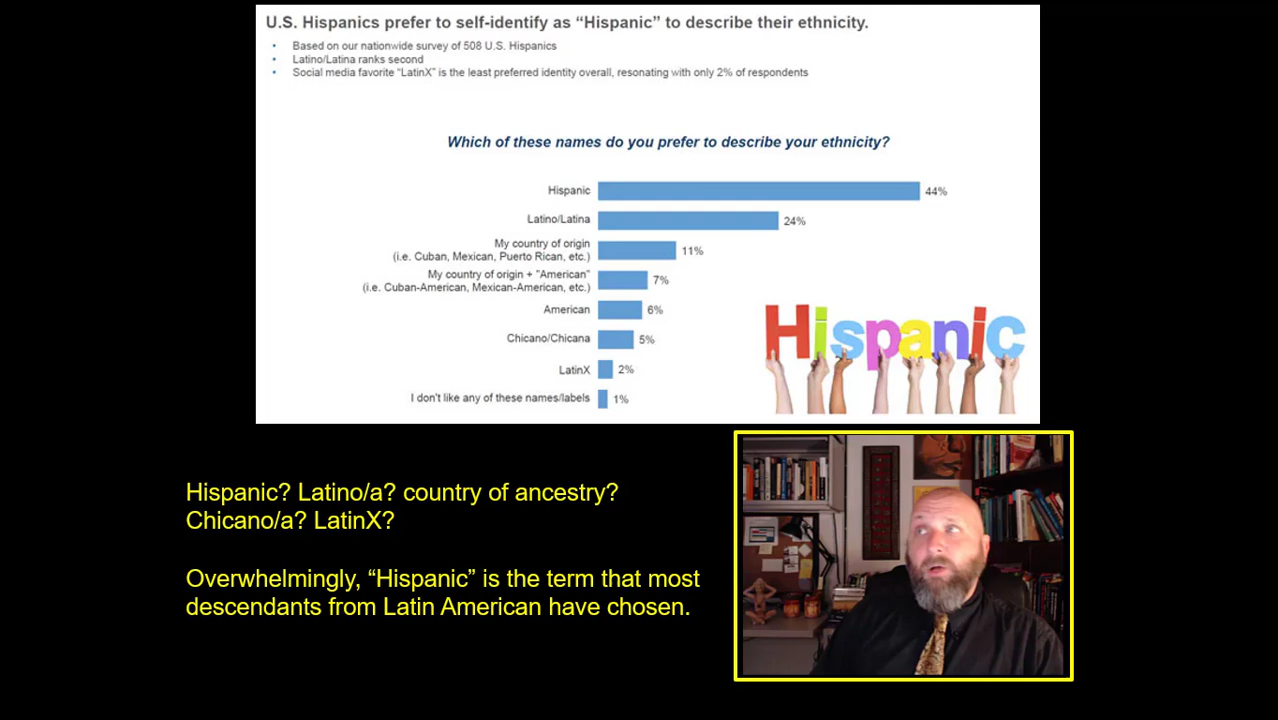 U.S. Hispanics prefer to self-identify as “Hispanic” to describe their ethnicity.
• Based on our nationwide survey of 508 U.S. Hispanics
• Latino/Latina ranks second
• Social media favorite “LatinX” is the least preferred identity overall, resonating with only 2% of respondents
Which of these names do you prefer to describe your ethnicity?
Hispanic 44%
Latino/Latina 24%
My country of origin
(i.e. Cuban, Mexican, Puerto Rican, etc.) 11%
My country of origin + "American"
(i.e. Cuban-American, Mexican-American, etc.) 7%
American 6%
Chicano/Chicana 5%
LatinX 2%
I don't like any of these names/labels 1%
Hispanic
Hispanic? Latino/a? country of ancestry?
Chicano/a? LatinX?
Overwhelmingly, “Hispanic” is the term that most
descendants from Latin American have chosen.